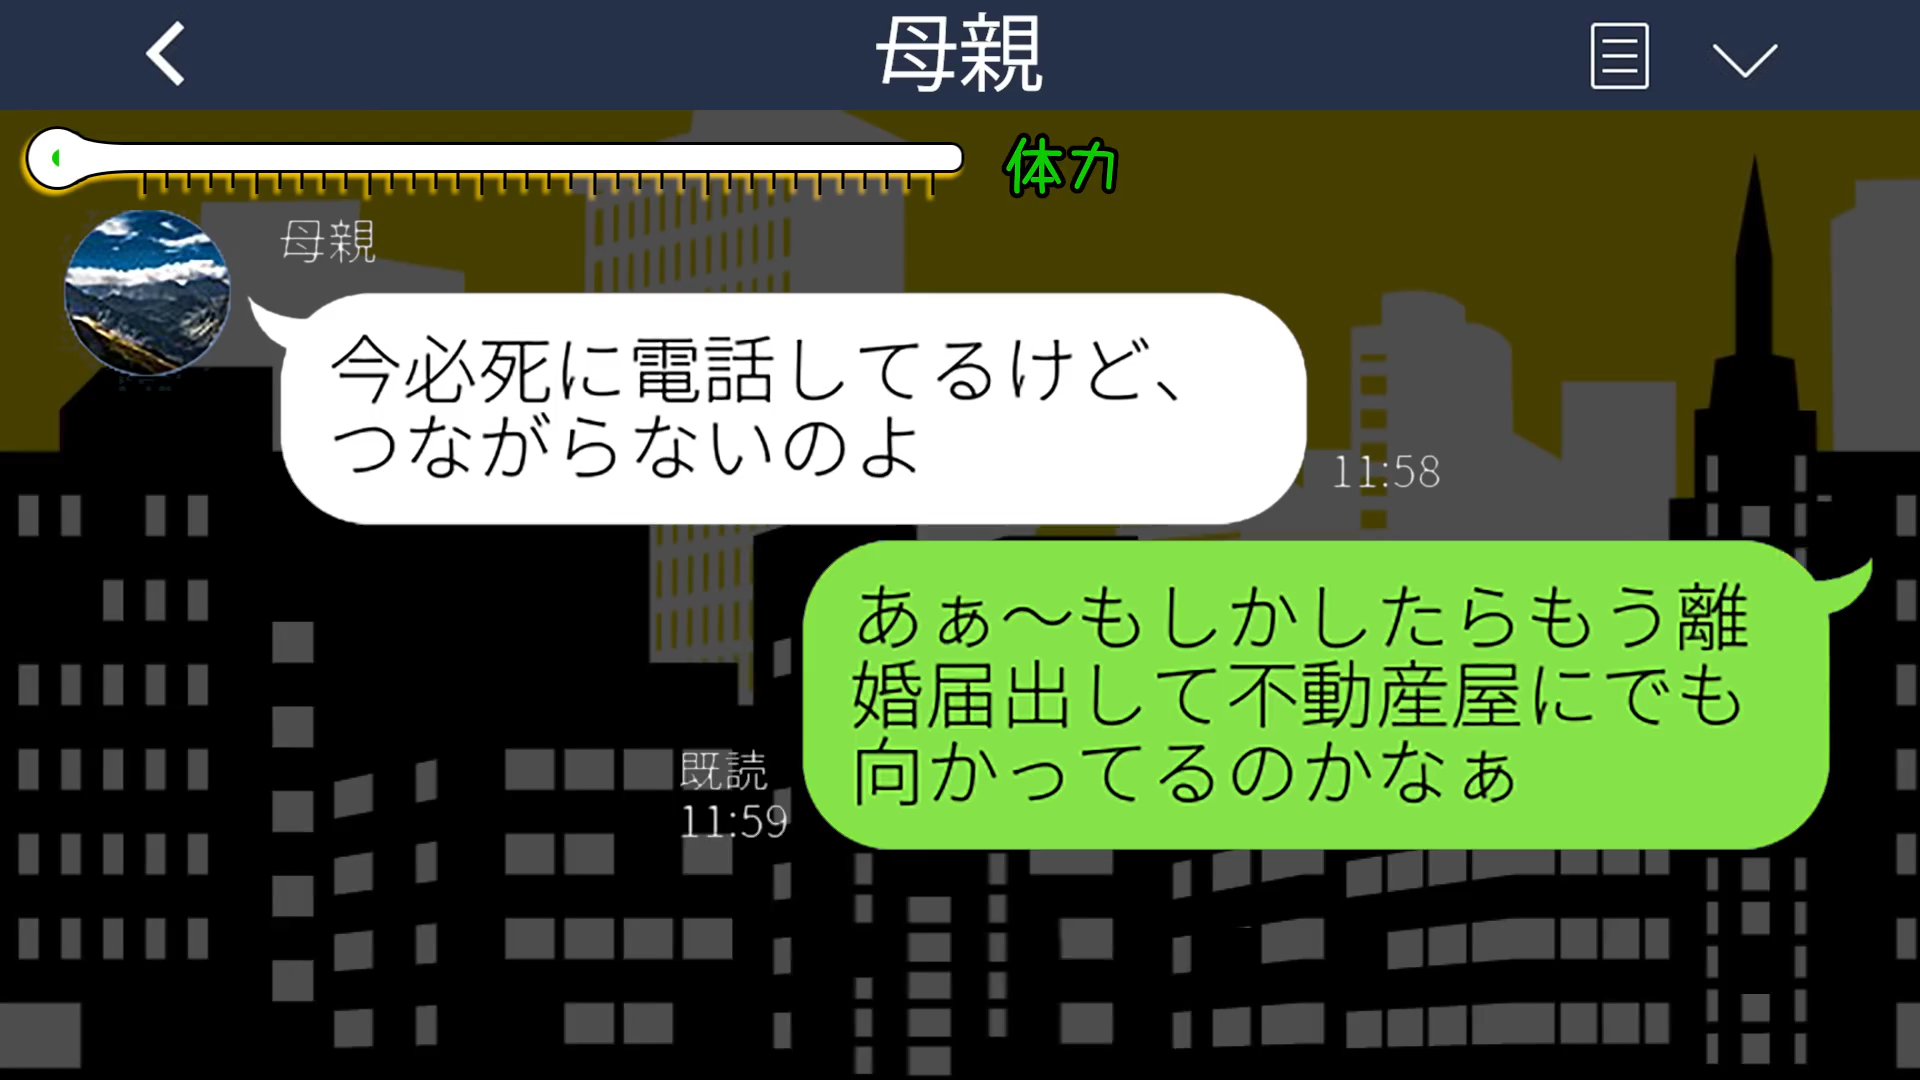 母親
体力
母親
今必死に電話してるけど、
つながらないのよ
11:58
あぁ～もしかしたらもう離
婚届出して不動産屋にでも
向かってるのかなぁ
既読
11:59